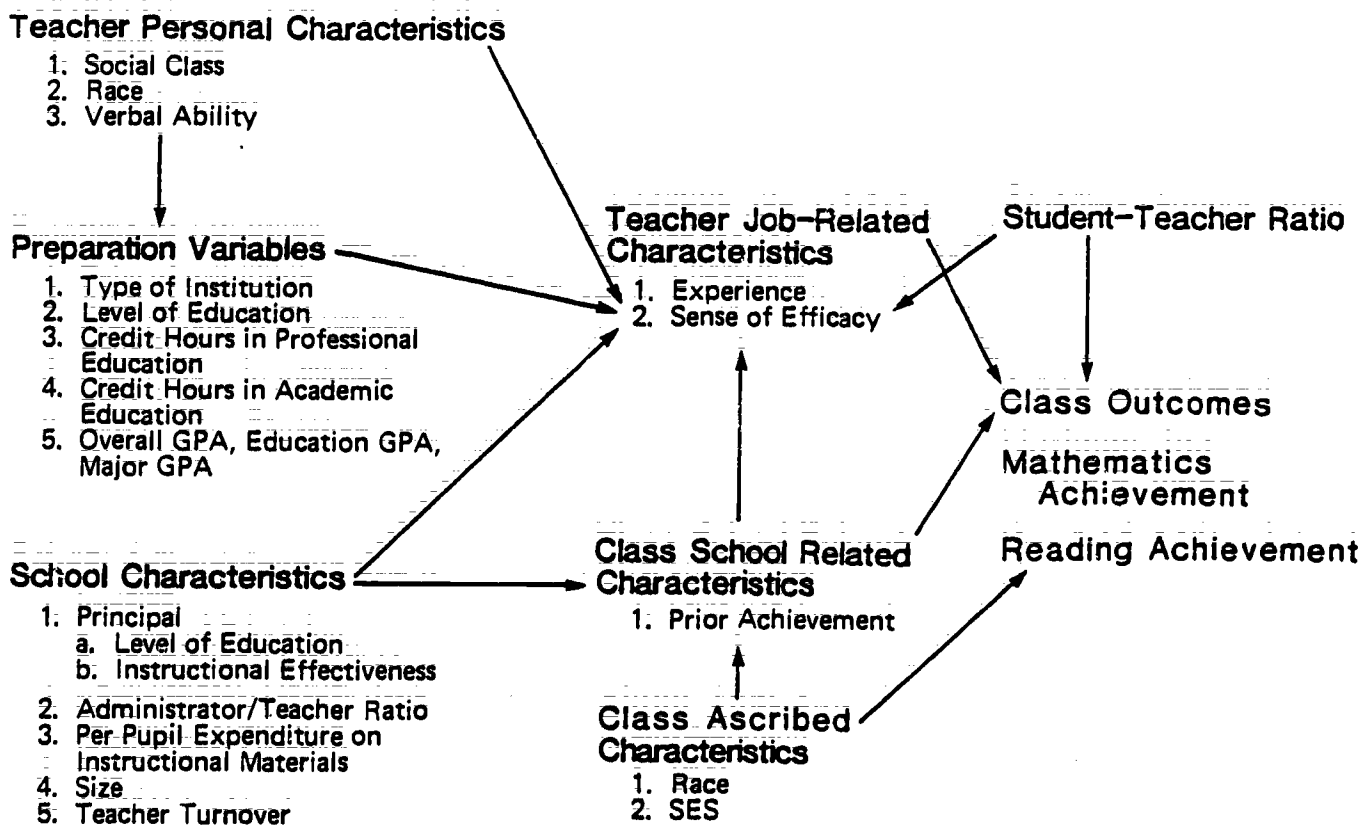 Teacher Personal Characteristics
1. Social Class
2. Race
3. Verbal Ability
Preparation Variables
1. Type of Institution
2. Level of Education
3. Credit Hours in Professional
Education
4. Credit Hours in Academic
Education
5. Overall GPA, Education GPA,
Major GPA
School Characteristics
1. Principal
a. Level of Education
b. Instructional Effectiveness
2. Administrator/Teacher Ratio
3. Per Pupil Expenditure on
Instructional Materials
4. Size
5. Teacher Turnover
Teacher Job-Related
Characteristics
1. Experience
2. Sense of Efficacy
Class School Related
Characteristics
1. Prior Achievement
Class Ascribed
Characteristics
1. Race
2. SES
Student-Teacher Ratio
Class Outcomes
Mathematics
Achievement
Reading Achievement